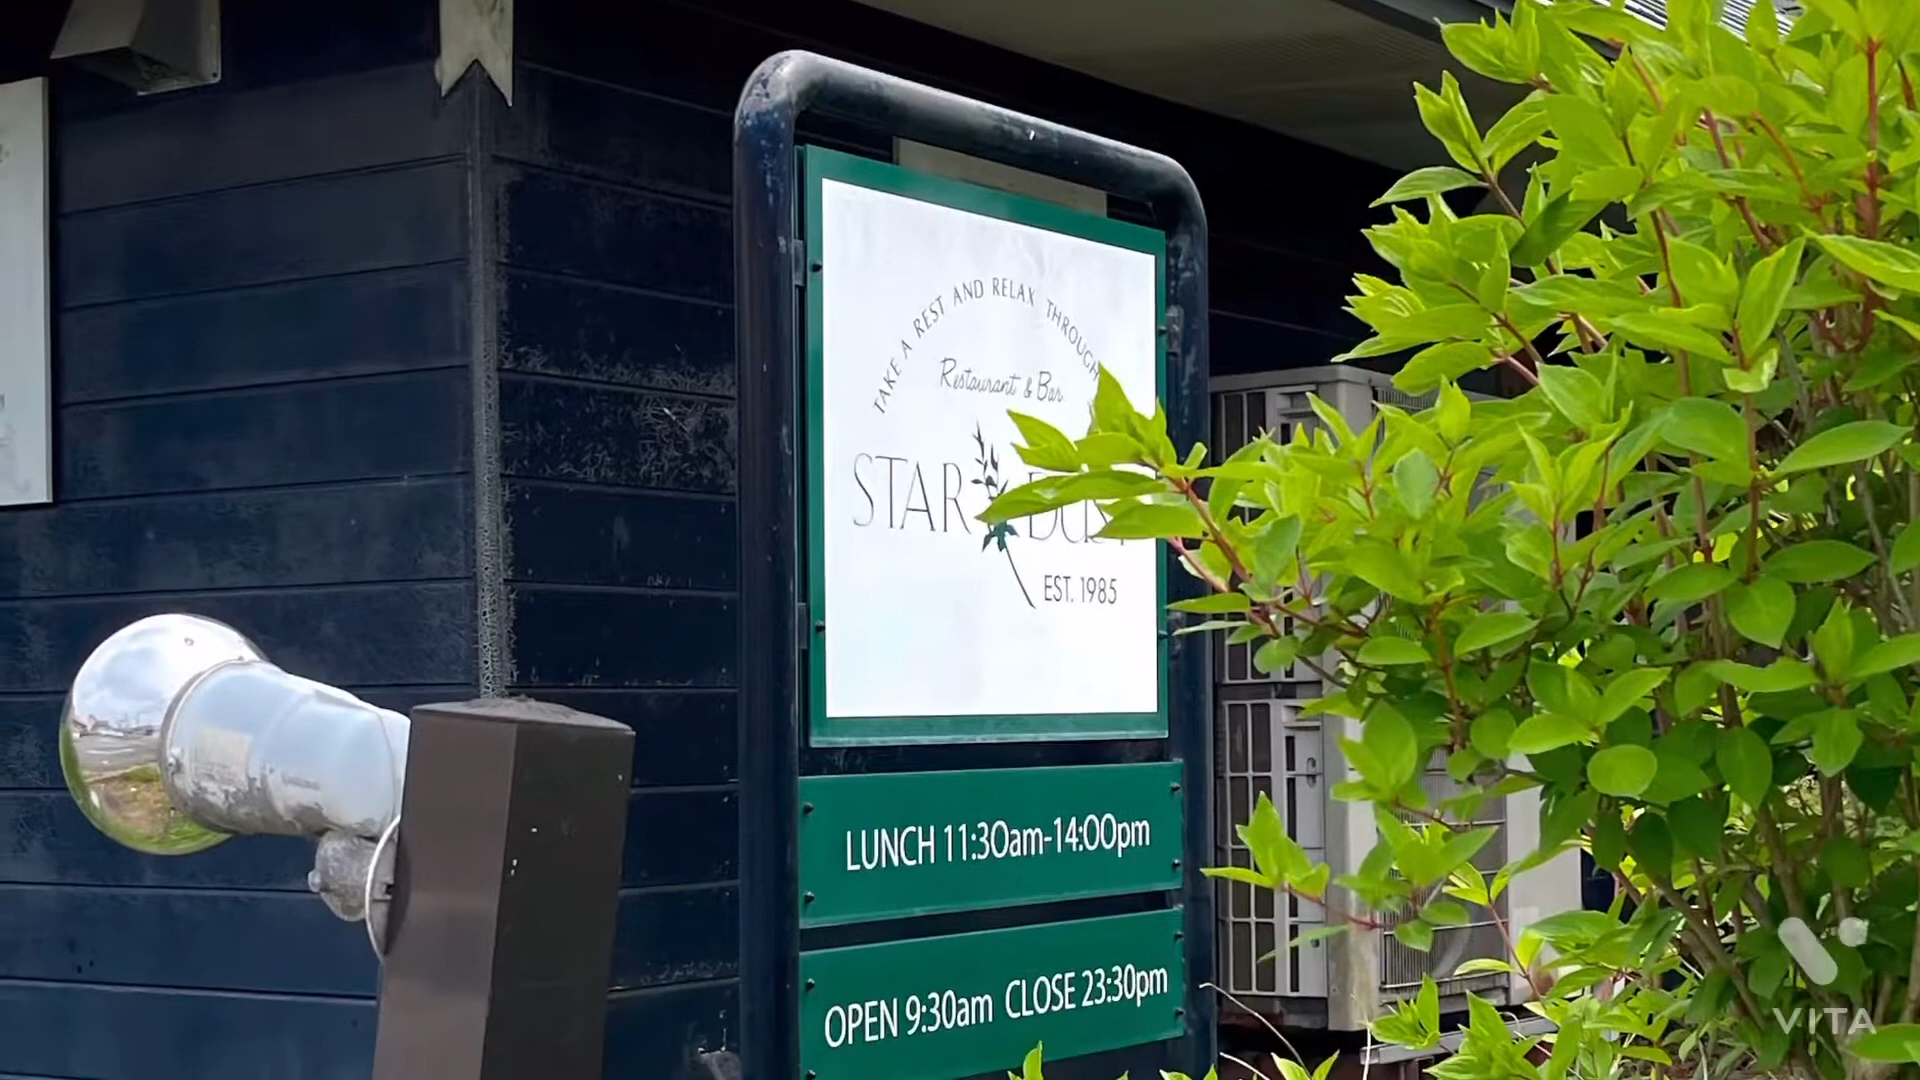 TAKE A REST AND RELAX THROUGH
Restaurant & Bar
STAR DUST
EST. 1985
LUNCH 11:30am-14:00pm
OPEN 9:30am CLOSE 23:30pm
VITA